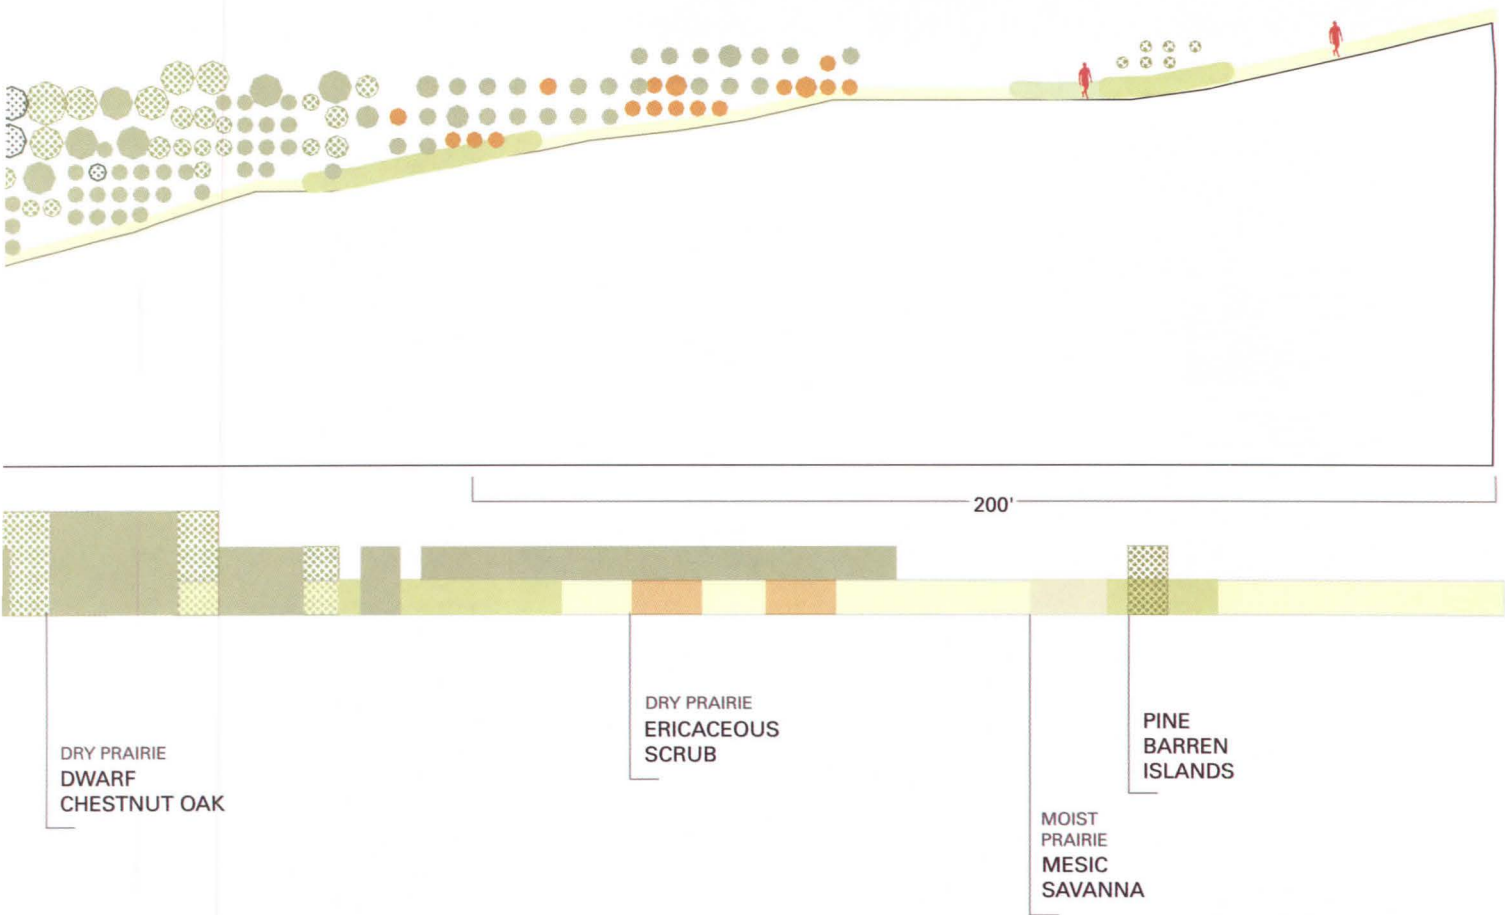 200'
DRY PRAIRIE
DWARF
CHESTNUT OAK
DRY PRAIRIE
ERICACEOUS
SCRUB
MOIST
PRAIRIE
MESIC
SAVANNA
PINE
BARREN
ISLANDS